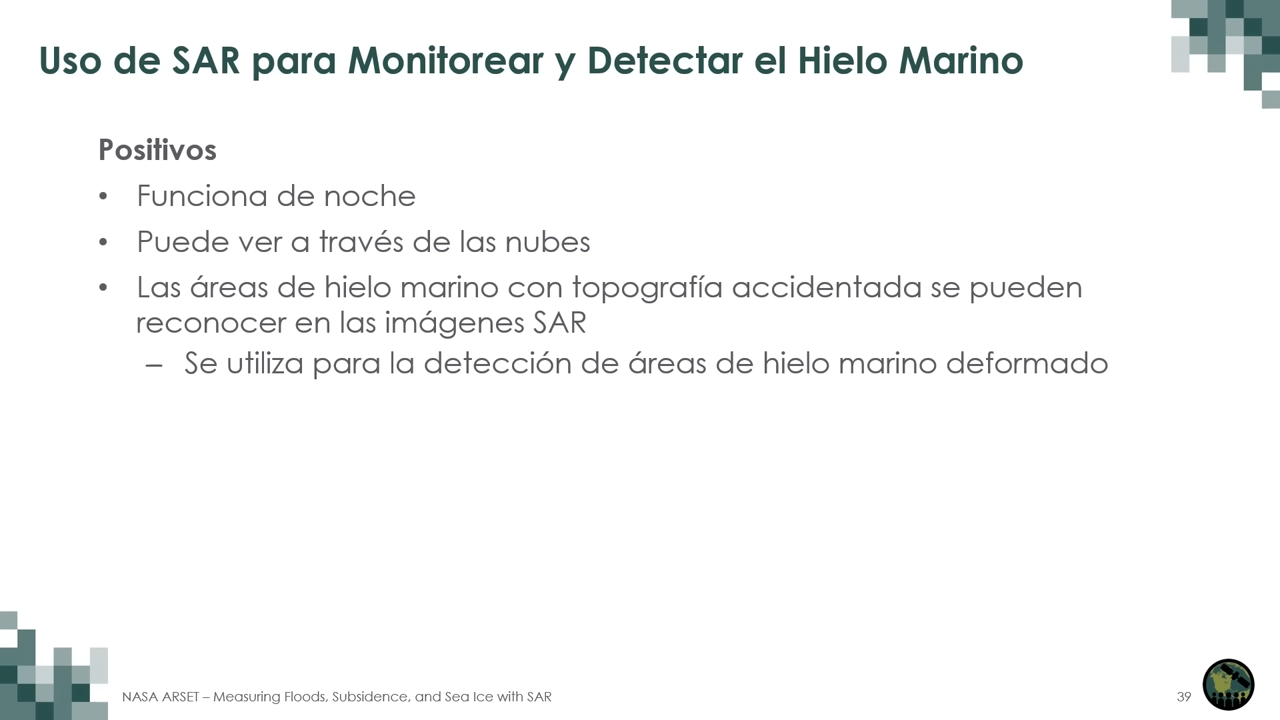 Uso de SAR para Monitorear y Detectar el Hielo Marino
Positivos
• Funciona de noche
• Puede ver a través de las nubes
• Las áreas de hielo marino con topografía accidentada se pueden
reconocer en las imágenes SAR
– Se utiliza para la detección de áreas de hielo marino deformado
NASA ARSET – Measuring Floods, Subsidence, and Sea Ice with SAR
39